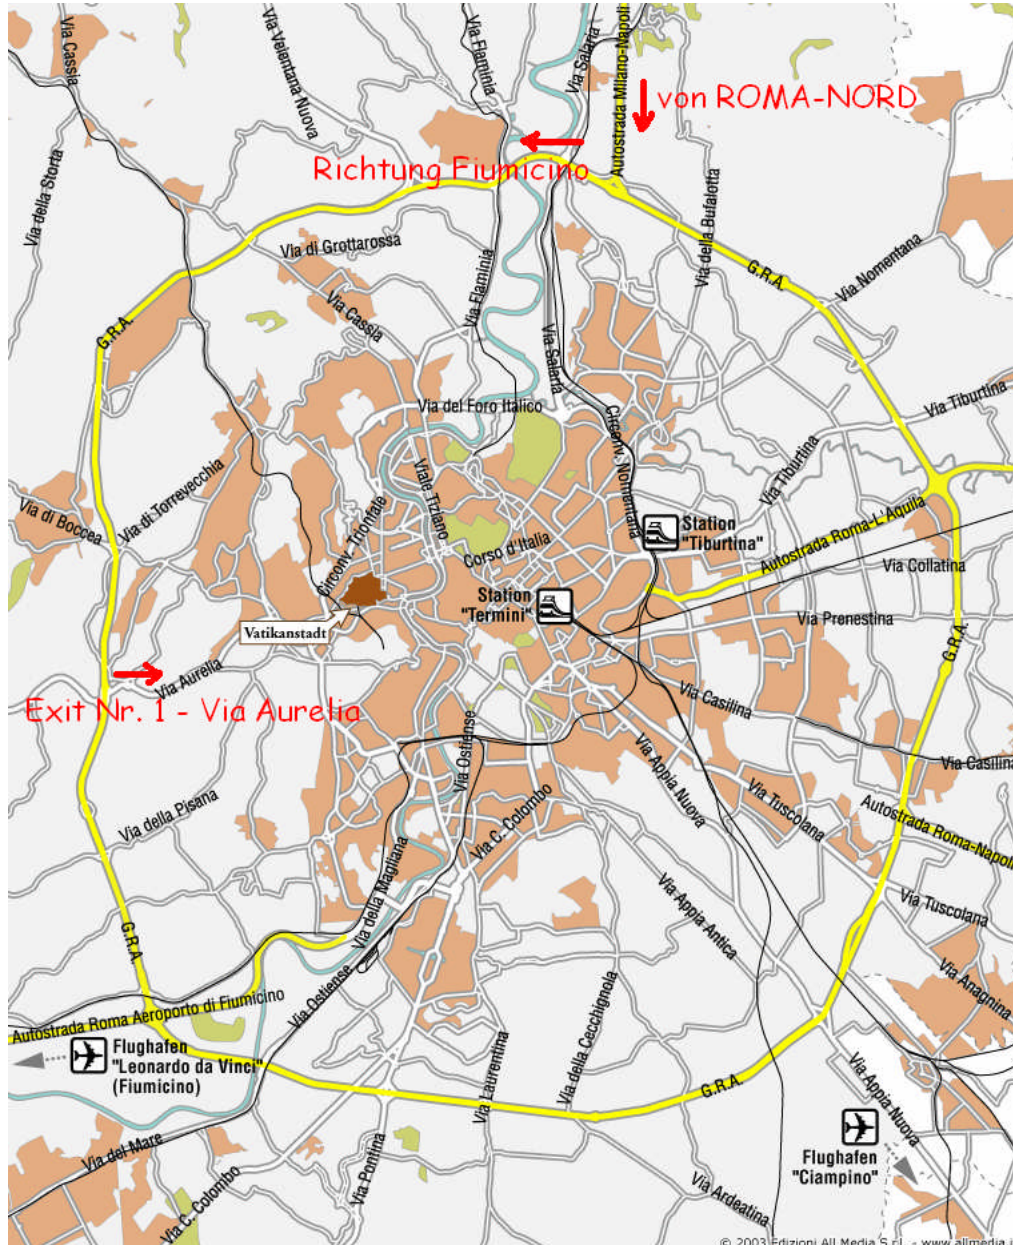 Via Cassia
Via Veientana Nuova
Via Flaminia
Via Salaria
Autostrada Milano-Napoli
von ROMA-NORD
Richtung Fiumicino
Via della Storta
Via di Grottarossa
Via della Bufalotta
Via Nomentana
G.R.A.
Via Flaminia
Via Cassia
G.R.A.
Via Salaria
Via del Foro Italico
Circonv. Nomentana
Via Tiburtina
Via Tiburtina
Via di Torrevecchia
Via di Boccea
Viale Tiziano
Circonv. Trionfale
Corso d'Italia
Station
"Tiburtina"
Autostrada Roma-L'Aquila
Via Collatina
Station
"Termini"
Via Prenestina
Vatikanstadt
G.R.A.
Via Aurelia
Exit Nr. 1 - Via Aurelia
Via Casilina
Via Ostiense
Via Appia Nuova
Via Casilina
Via della Pisana
Via C. Colombo
Via Tuscolana
Autostrada Roma-Napoli
Via della Magliana
Via Appia Antica
Via Tuscolana
G.R.A.
Via Ostiense
Via della Cecchignola
Via Anagnina
Autostrada Roma Aeroporto di Fiumicino
Flughafen
"Leonardo da Vinci"
(Fiumicino)
Via Laurentina
G.R.A.
Via Appia Nuova
Via del Mare
Via Pontina
Via C. Colombo
Flughafen
"Ciampino"
Via Ardeatina
© 2003 Edizioni All Media S.r.l. - www.allmedia.i